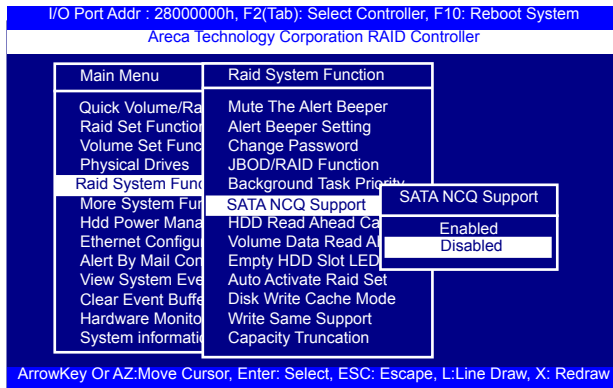 I/O Port Addr : 28000000h, F2(Tab): Select Controller, F10: Reboot System
Areca Technology Corporation RAID Controller
Main Menu
Quick Volume/Ra
Raid Set Function
Volume Set Func
Physical Drives
Raid System Func
More System Fun
Hdd Power Mana
Ethernet Configu
Alert By Mail Con
View System Eve
Clear Event Buffe
Hardware Monito
System informati
Raid System Function
Mute The Alert Beeper
Alert Beeper Setting
Change Password
JBOD/RAID Function
Background Task Priority
SATA NCQ Support
HDD Read Ahead Ca
Volume Data Read A
Empty HDD Slot LED
Auto Activate Raid Set
Disk Write Cache Mode
Write Same Support
Capacity Truncation
SATA NCQ Support
Enabled
Disabled
ArrowKey Or AZ:Move Cursor, Enter: Select, ESC: Escape, L:Line Draw, X: Redraw